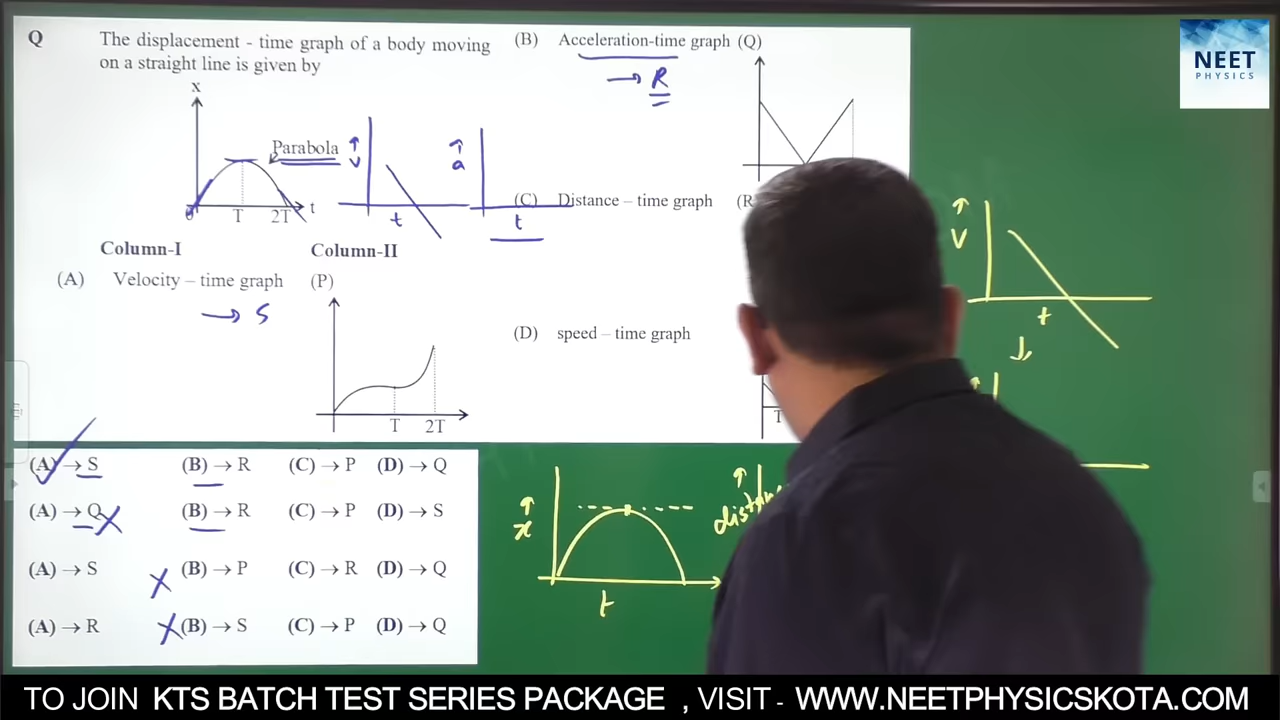 Q The displacement - time graph of a body moving
on a straight line is given by
x
Parabola
0 T 2T t
v
t
a
t
Column-I Column-II
(A) Velocity – time graph (P)
→ S
T 2T
(B) Acceleration-time graph (Q)
→ R
(C) Distance – time graph (R
(D) speed – time graph
T
(A) → S (B) → R (C) → P (D) → Q
(A) → Q (B) → R (C) → P (D) → S
(A) → S (B) → P (C) → R (D) → Q
(A) → R (B) → S (C) → P (D) → Q
x
t
V
t
NEET
PHYSICS
TO JOIN KTS BATCH TEST SERIES PACKAGE , VISIT - WWW.NEETPHYSICSKOTA.COM